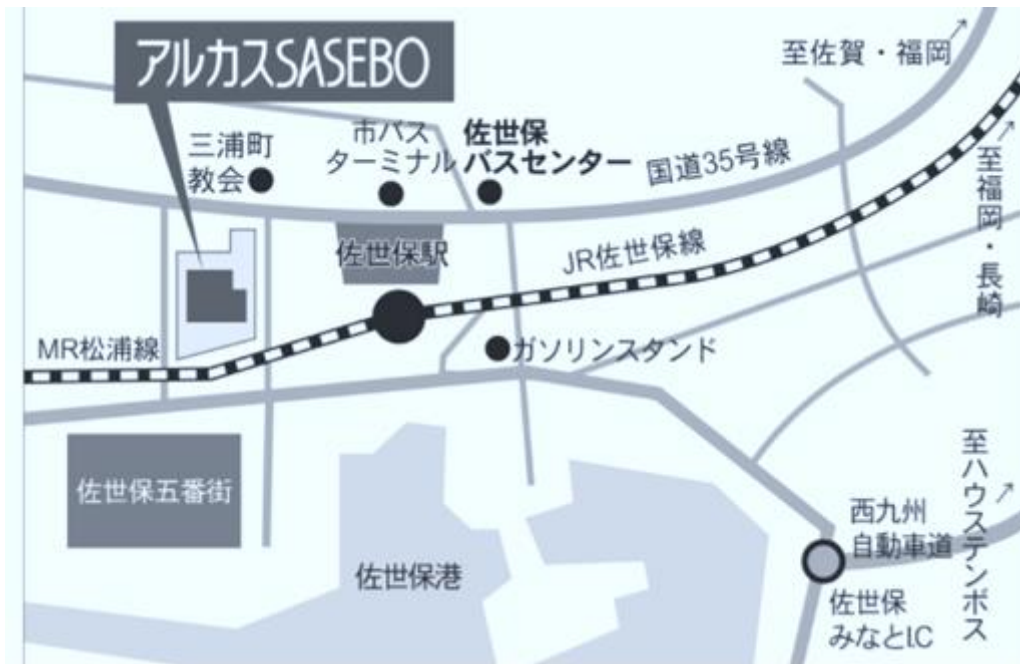 アルカスSASEBO
至佐賀・福岡
三浦町
教会
市バス
ターミナル
佐世保
バスセンター
国道35号線
至福岡・長崎
佐世保駅
JR佐世保線
MR松浦線
ガソリンスタンド
佐世保五番街
至ハウステンボス
西九州
自動車道
佐世保港
佐世保
みなとI.C